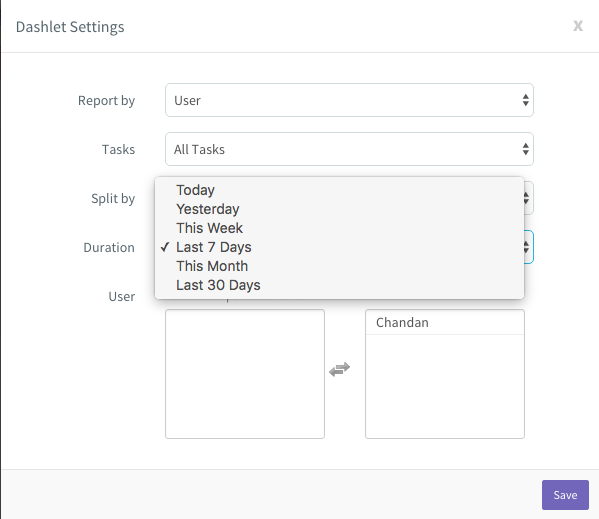 Dashlet Settings
x
Report by
User
Tasks
All Tasks
Split by
Today
Yesterday
This Week
Duration
✓ Last 7 Days
This Month
Last 30 Days
User
Chandan
Save